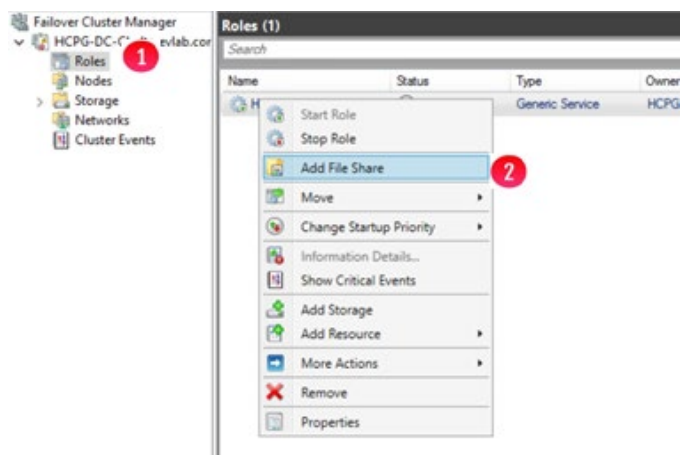 Failover Cluster Manager
HCPG-DC- evlab.cor
1
Roles
Nodes
Storage
Networks
Cluster Events
Roles (1)
Search
Name Status Type Owner
H Generic Service HCPG
Start Role
Stop Role
Add File Share
2
Move
Change Startup Priority
Information Details...
Show Critical Events
Add Storage
Add Resource
More Actions
Remove
Properties